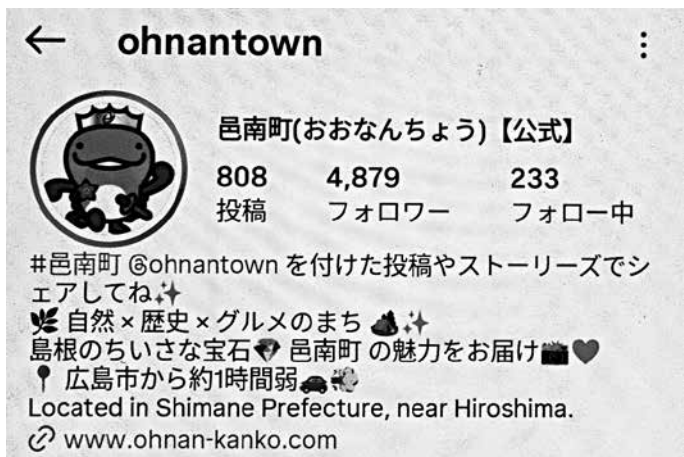 ohnantown
邑南町(おおなんちょう)【公式】
808 4,879 233
投稿 フォロワー フォロー中
#邑南町 @ohnantown を付けた投稿やストーリーズでシ
ェアしてね✨
🌿 自然×歴史×グルメのまち 🏕️✨
島根のちいさな宝石💎 邑南町 の魅力をお届け📸❤️
📍 広島市から約1時間弱🚗💨
Located in Shimane Prefecture, near Hiroshima.
www.ohnan-kanko.com